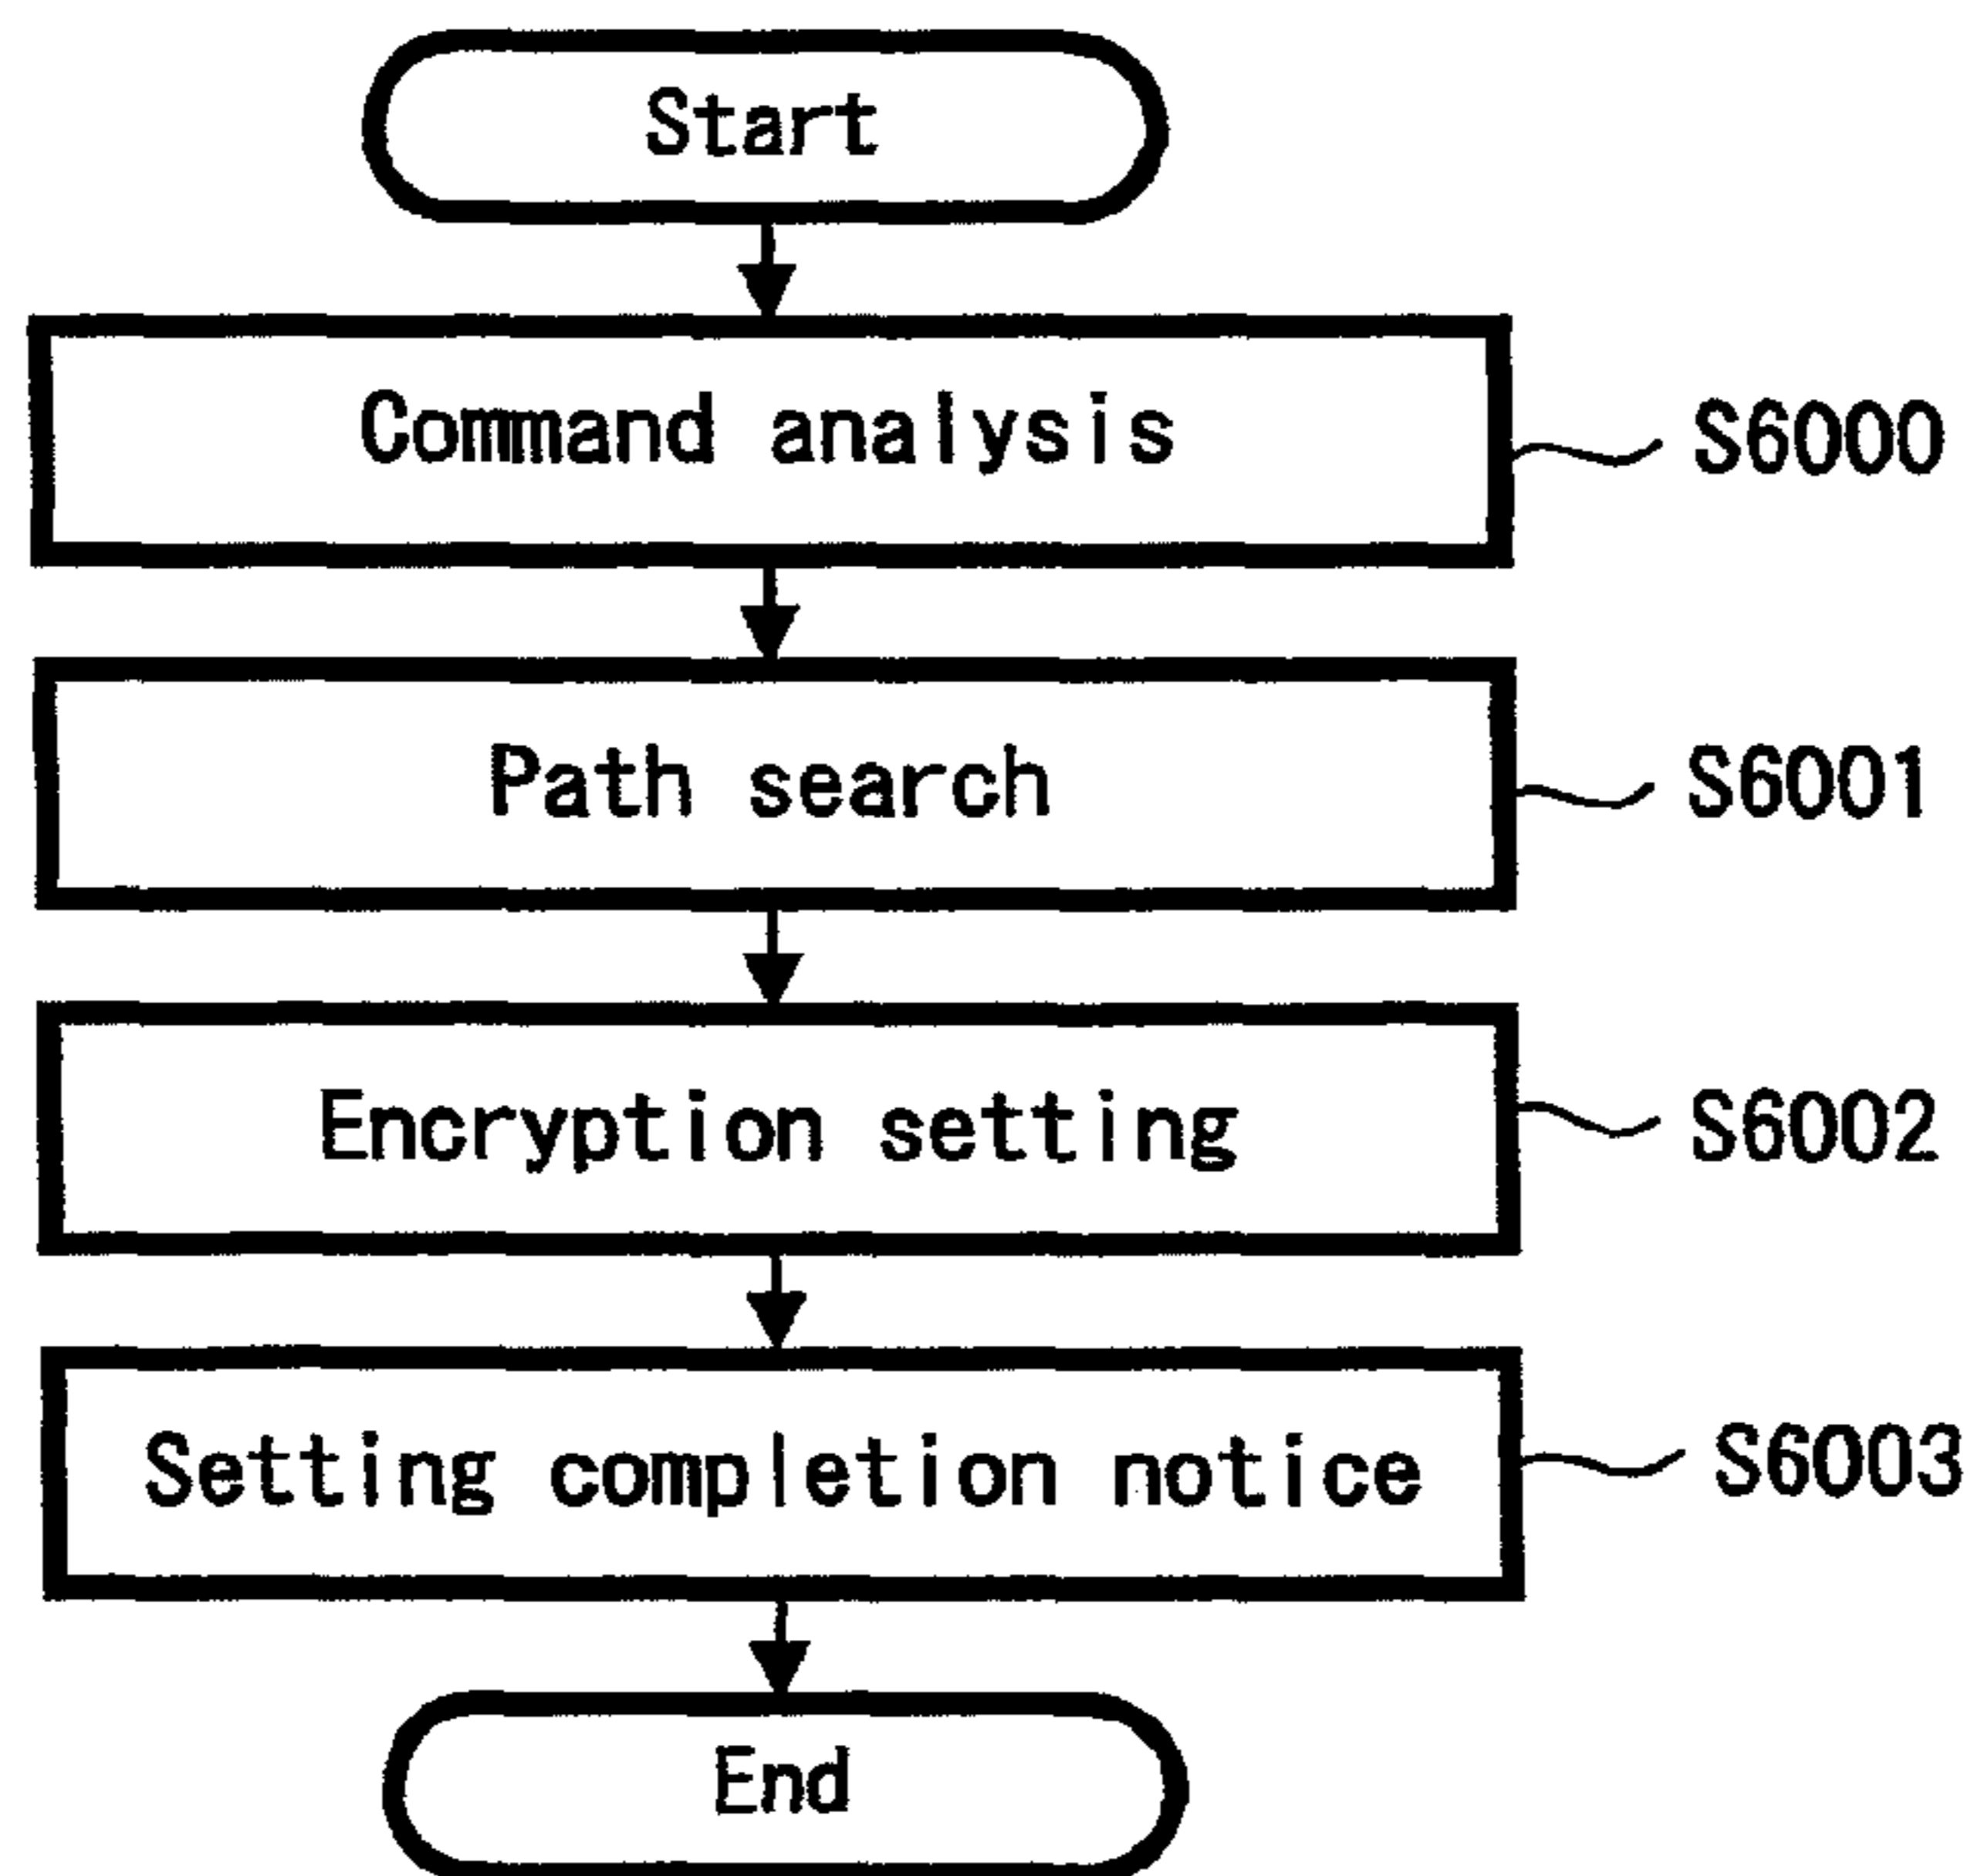 Start
Command analysis
S6000
Path search
S6001
Encryption setting
S6002
Setting completion notice
S6003
End